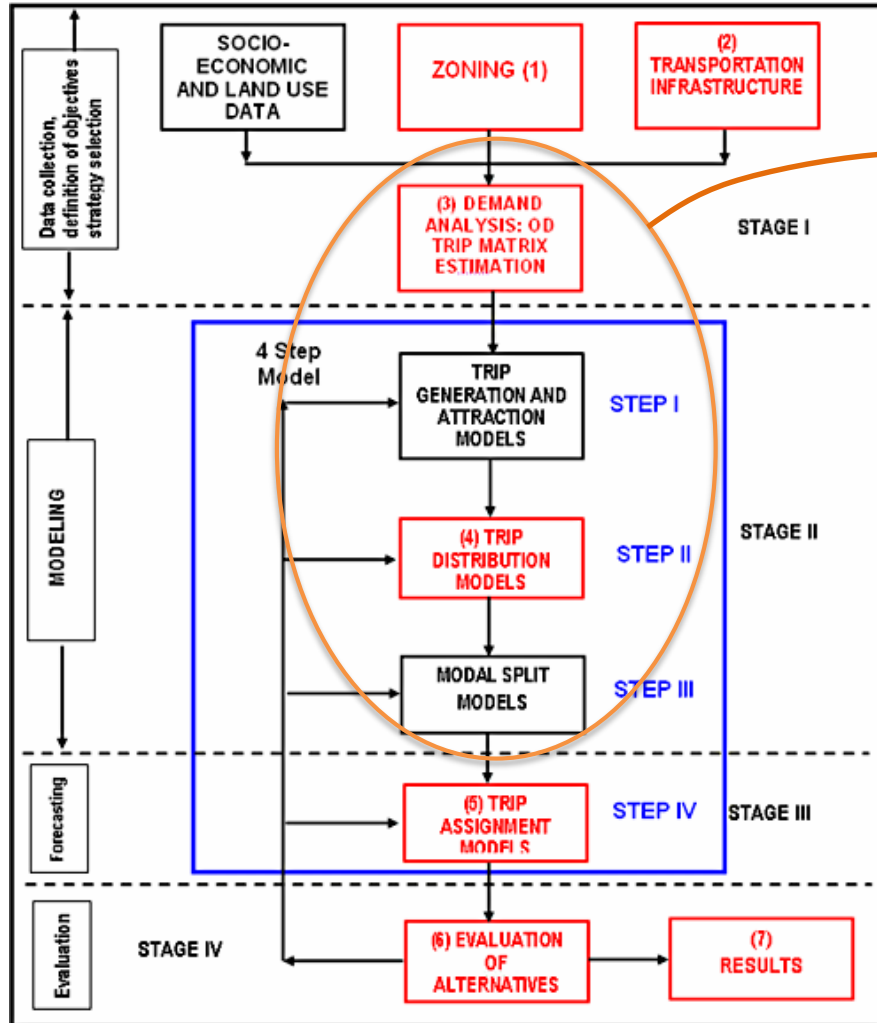 SOCIO-
ECONOMIC
AND LAND USE
DATA
ZONING (1)
(2)
TRANSPORTATION
INFRASTRUCTURE
Data collection,
definition of objectives
strategy selection
(3) DEMAND
ANALYSIS: OD
TRIP MATRIX
ESTIMATION
STAGE I
4 Step
Model
TRIP
GENERATION AND
ATTRACTION
MODELS
STEP I
MODELING
(4) TRIP
DISTRIBUTION
MODELS
STEP II
STAGE II
MODAL SPLIT
MODELS
STEP III
Forecasting
(5) TRIP
ASSIGNMENT
MODELS
STEP IV
STAGE III
Evaluation
STAGE IV
(6) EVALUATION
OF
ALTERNATIVES
(7)
RESULTS